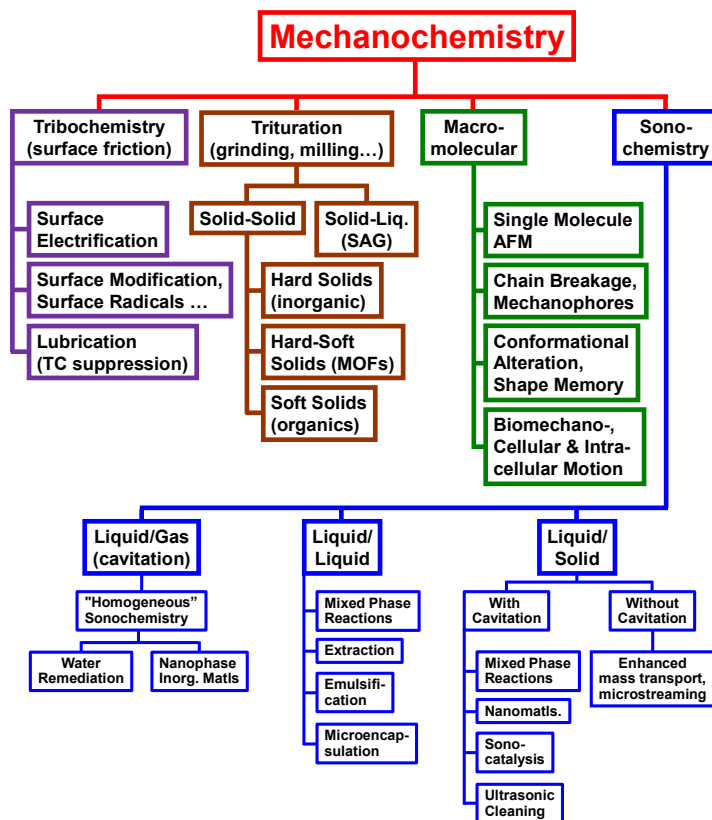 Mechanochemistry
Tribochemistry
(surface friction)
Surface
Electrification
Surface Modification,
Surface Radicals ...
Lubrication
(TC suppression)
Trituration
(grinding, milling...)
Solid-Solid
Solid-Liq.
(SAG)
Hard Solids
(inorganic)
Hard-Soft
Solids (MOFs)
Soft Solids
(organics)
Macro-
molecular
Single Molecule
AFM
Chain Breakage,
Mechanophores
Conformational
Alteration,
Shape Memory
Biomechano-,
Cellular & Intra-
cellular Motion
Sono-
chemistry
Liquid/Gas
(cavitation)
"Homogeneous”
Sonochemistry
Water
Remediation
Nanophase
Inorg. Matls
Liquid/
Liquid
Mixed Phase
Reactions
Extraction
Emulsifi-
cation
Microencap-
sulation
Liquid/
Solid
With
Cavitation
Mixed Phase
Reactions
Nanomatls.
Sono-
catalysis
Ultrasonic
Cleaning
Without
Cavitation
Enhanced
mass transport,
microstreaming